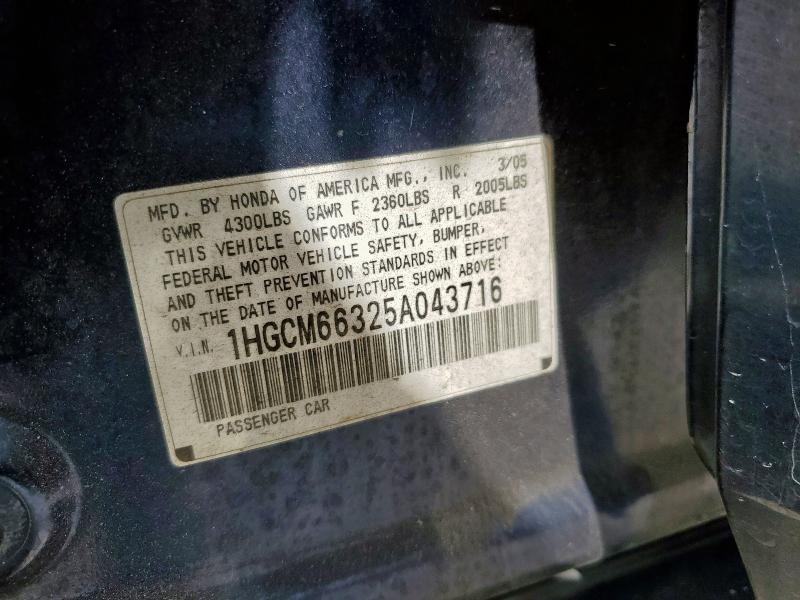 MFD. BY HONDA OF AMERICA MFG., INC. 3/05
GVWR 4300LBS GAWR F 2360LBS R 2005LBS
THIS VEHICLE CONFORMS TO ALL APPLICABLE
FEDERAL MOTOR VEHICLE SAFETY, BUMPER,
AND THEFT PREVENTION STANDARDS IN EFFECT
ON THE DATE OF MANUFACTURE SHOWN ABOVE:
V.I.N. 1HGCM66325A043716
PASSENGER CAR